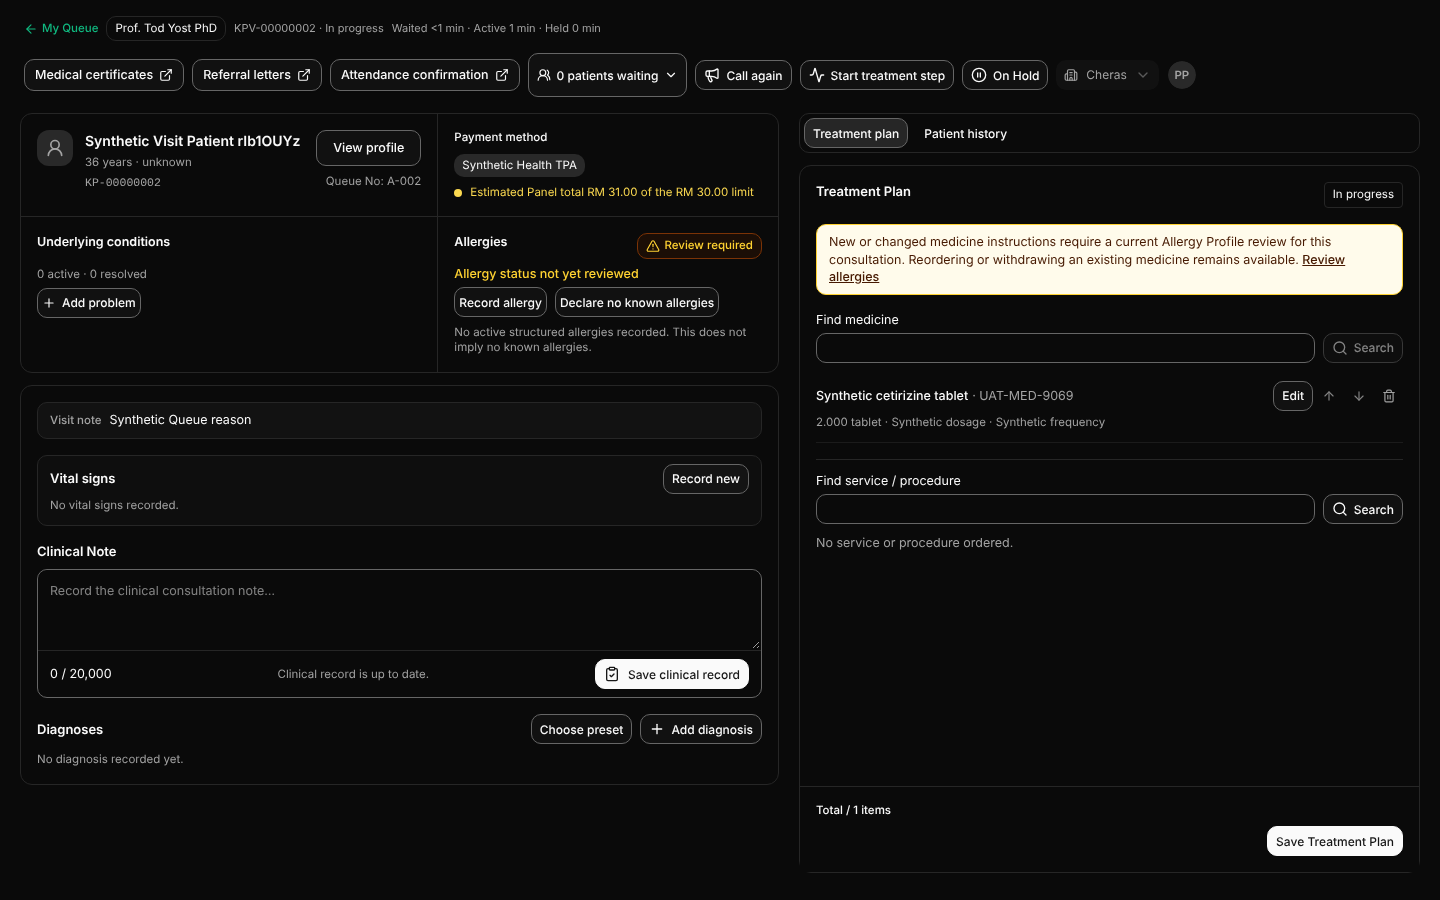 My Queue
Prof. Tod Yost PhD
KPV-00000002 · In progress
Waited <1 min · Active 1 min · Held 0 min
Medical certificates
Referral letters
Attendance confirmation
0 patients waiting
Call again
Start treatment step
On Hold
Cheras
PP
Synthetic Visit Patient rIb1OUYz
36 years · unknown
KP-00000002
View profile
Queue No: A-002
Payment method
Synthetic Health TPA
Estimated Panel total RM 31.00 of the RM 30.00 limit
Underlying conditions
0 active · 0 resolved
Add problem
Allergies
Review required
Allergy status not yet reviewed
Record allergy
Declare no known allergies
No active structured allergies recorded. This does not
imply no known allergies.
Visit note Synthetic Queue reason
Vital signs
Record new
No vital signs recorded.
Clinical Note
Record the clinical consultation note...
0 / 20,000
Clinical record is up to date.
Save clinical record
Diagnoses
Choose preset
Add diagnosis
No diagnosis recorded yet.
Treatment plan
Patient history
Treatment Plan
In progress
New or changed medicine instructions require a current Allergy Profile review for this
consultation. Reordering or withdrawing an existing medicine remains available. Review
allergies
Find medicine
Search
Synthetic cetirizine tablet · UAT-MED-9069
Edit
2.000 tablet · Synthetic dosage · Synthetic frequency
Find service / procedure
Search
No service or procedure ordered.
Total / 1 items
Save Treatment Plan